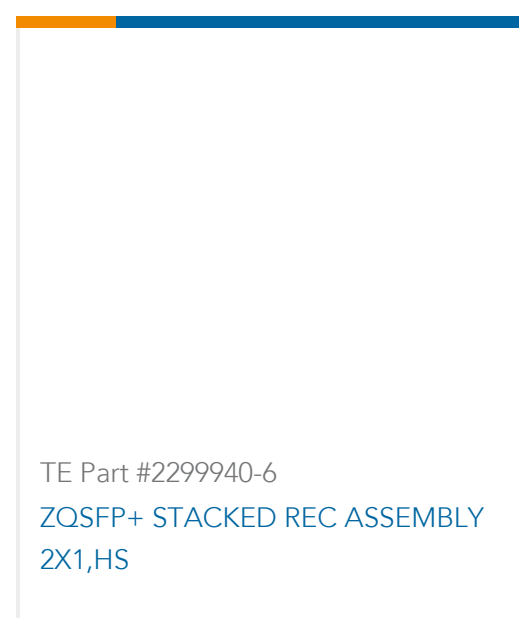 TE Part #2299940-6
ZQSFP+ STACKED REC ASSEMBLY
2X1,HS